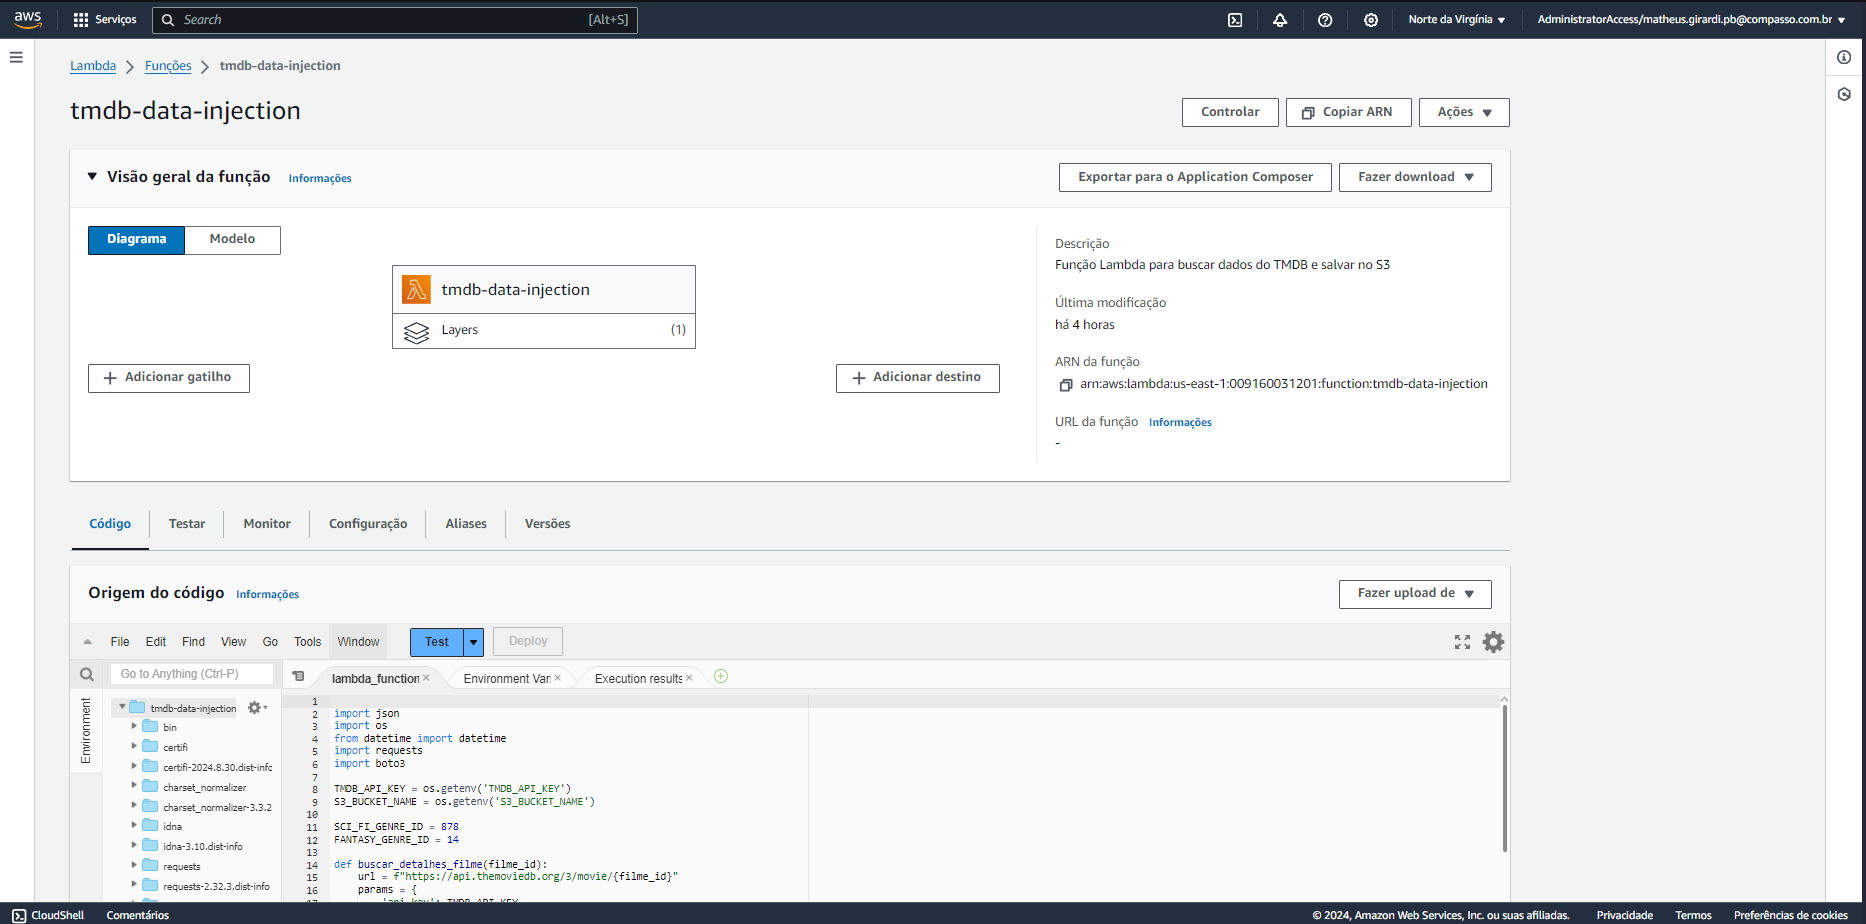 aws Serviços Search [Alt+S] Norte da Virgínia AdministratorAccess/matheus.girardi.pb@compasso.com.br
Lambda Funções tmdb-data-injection
tmdb-data-injection
Controlar Copiar ARN Ações
Visão geral da função Informações
Exportar para o Application Composer Fazer download
Diagrama Modelo
tmdb-data-injection
Layers (1)
Adicionar gatilho
Adicionar destino
Descrição
Função Lambda para buscar dados do TMDB e salvar no S3
Última modificação
há 4 horas
ARN da função
arn:aws:lambda:us-east-1:009160031201:function:tmdb-data-injection
URL da função Informações
-
Código Testar Monitor Configuração Aliases Versões
Origem do código Informações
Fazer upload de
File Edit Find View Go Tools Window Test Deploy
Go to Anything (Ctrl-P)
lambda_function Environment Vari Execution results
Environment
tmdb-data-injection
bin
certifi
certifi-2024.8.30.dist-info
charset_normalizer
charset_normalizer-3.3.2
idna
idna-3.10.dist-info
requests
requests-2.32.3.dist-info
1
2 import json
3 import os
4 from datetime import datetime
5 import requests
6 import boto3
7
8 TMDB_API_KEY = os.getenv('TMDB_API_KEY')
9 S3_BUCKET_NAME = os.getenv('S3_BUCKET_NAME')
10
11 SCI_FI_GENRE_ID = 878
12 FANTASY_GENRE_ID = 14
13
14 def buscar_detalhes_filme(filme_id):
15 url = f"https://api.themoviedb.org/3/movie/{filme_id}"
16 params = {
17 'api_key': TMDB_API_KEY
CloudShell Comentários
© 2024, Amazon Web Services, Inc. ou suas afiliadas. Privacidade Termos Preferências de cookies